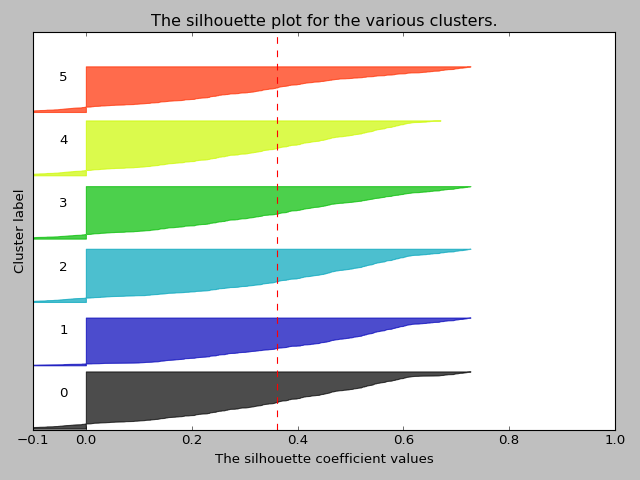 The silhouette plot for the various clusters.
5
4
3
2
1
0
Cluster label
−0.1 0.0 0.2 0.4 0.6 0.8 1.0
The silhouette coefficient values